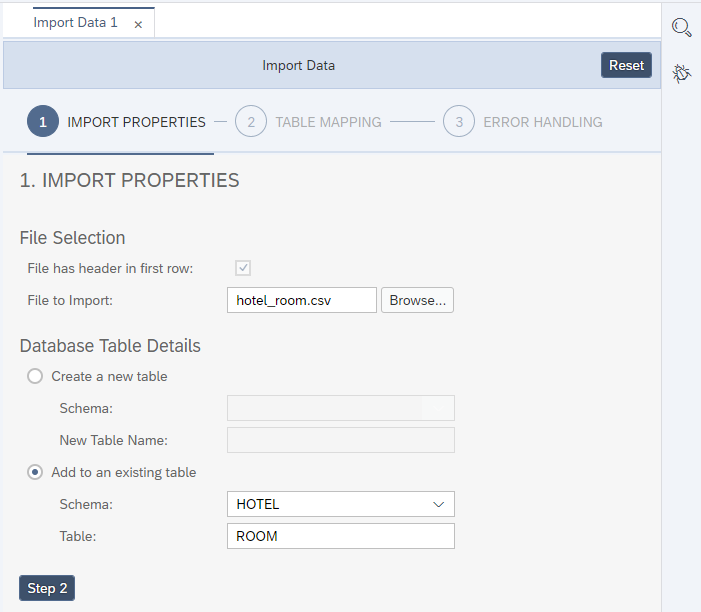 Import Data 1
Import Data
Reset
1 IMPORT PROPERTIES 2 TABLE MAPPING 3 ERROR HANDLING
1. IMPORT PROPERTIES
File Selection
File has header in first row:
File to Import: hotel_room.csv Browse...
Database Table Details
Create a new table
Schema:
New Table Name:
Add to an existing table
Schema: HOTEL
Table: ROOM
Step 2